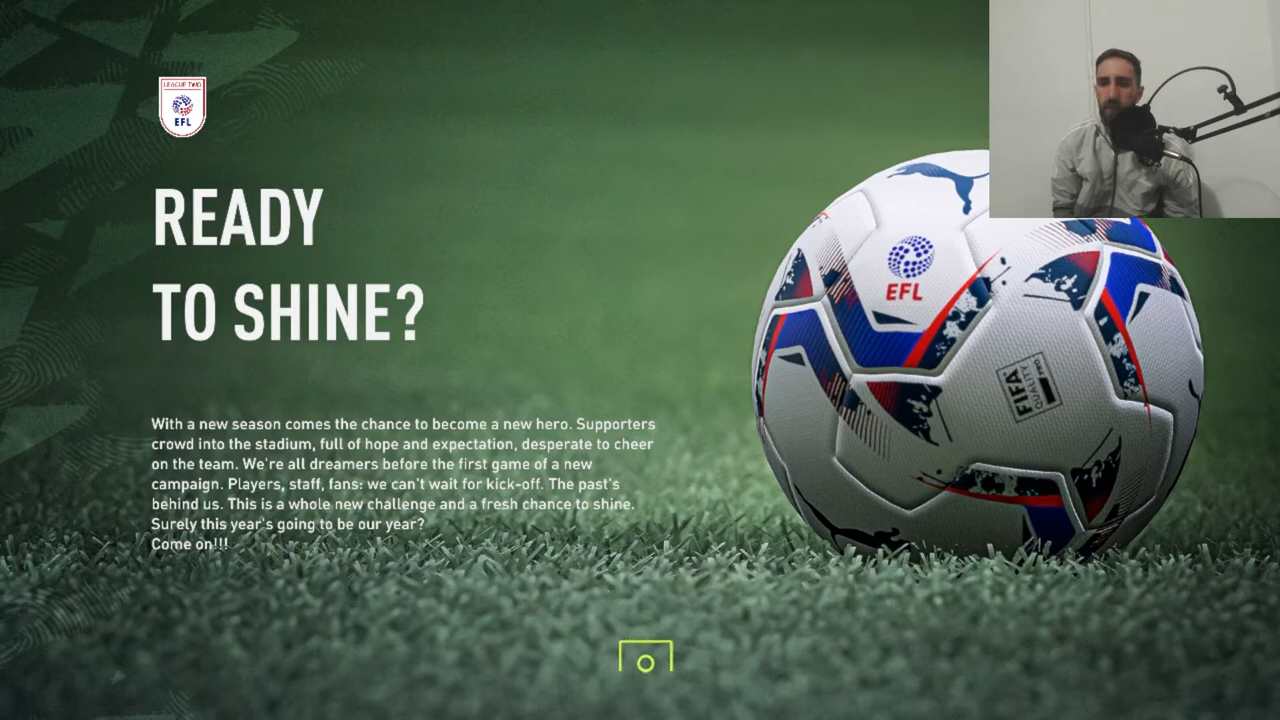 LEAGUE TWO
EFL
READY
TO SHINE?
With a new season comes the chance to become a new hero. Supporters
crowd into the stadium, full of hope and expectation, desperate to cheer
on the team. We're all dreamers before the first game of a new
campaign. Players, staff, fans: we can't wait for kick-off. The past's
behind us. This is a whole new challenge and a fresh chance to shine.
Surely this year's going to be our year?
Come on!!!
EFL
FIFA
QUALITY
PRO